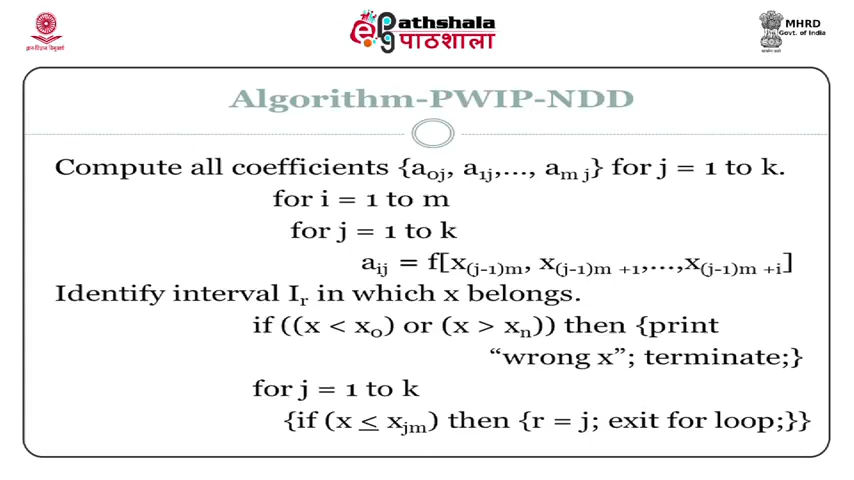 Pathshala
पाठशाला
MHRD
Govt. of India
Algorithm-PWIP-NDD
Compute all coefficients {a₀ⱼ, a₁ⱼ,..., aₘ ⱼ} for j = 1 to k.
for i = 1 to m
for j = 1 to k
aᵢⱼ = f[x₍ⱼ₋₁₎ₘ, x₍ⱼ₋₁₎ₘ ₊₁,...,x₍ⱼ₋₁₎ₘ ₊ᵢ]
Identify interval Iᵣ in which x belongs.
if ((x < x₀) or (x > xₙ)) then {print
“wrong x”; terminate;}
for j = 1 to k
{if (x ≤ xⱼₘ) then {r = j; exit for loop;}}